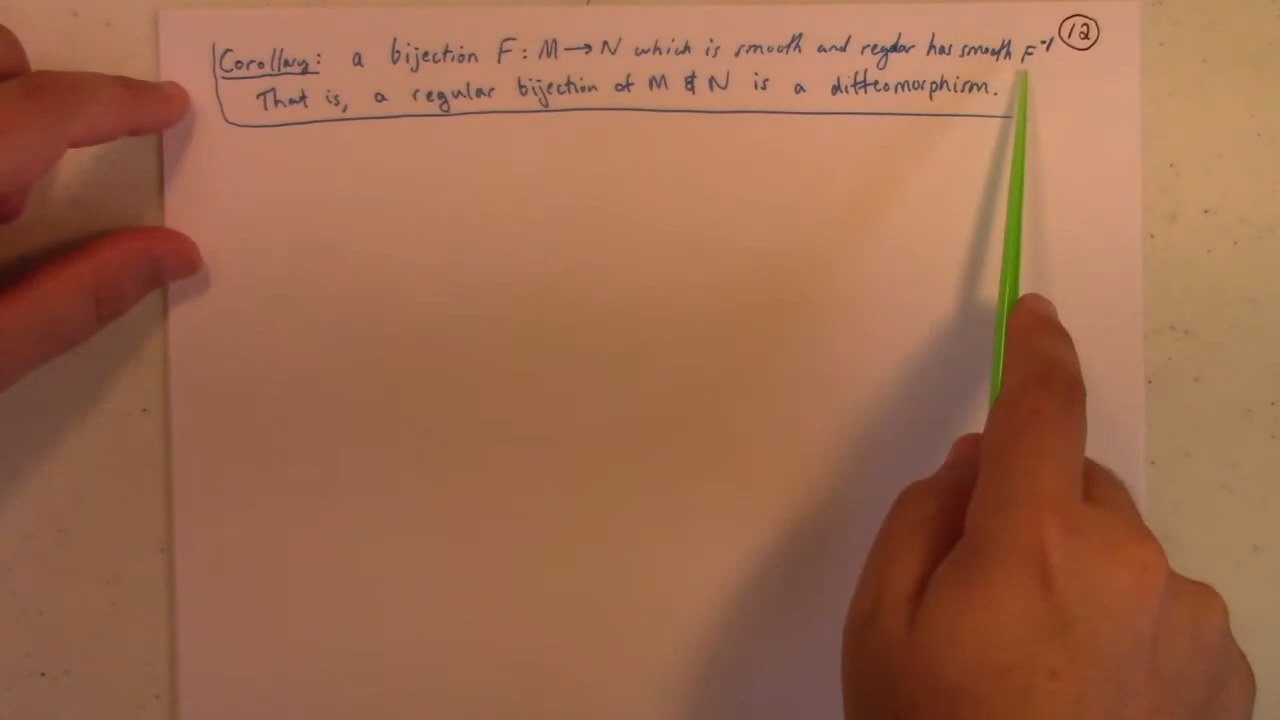 Corollary: a bijection F: M → N which is smooth and regular has smooth F⁻¹ 12
That is, a regular bijection of M & N is a diffeomorphism.